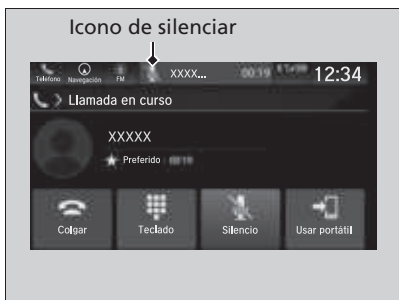 Icono de silenciar
Teléfono Navegación FM XXXX... 00:19 12:34
Llamada en curso
XXXXX
Preferido
Colgar Teclado Silencio Usar portátil